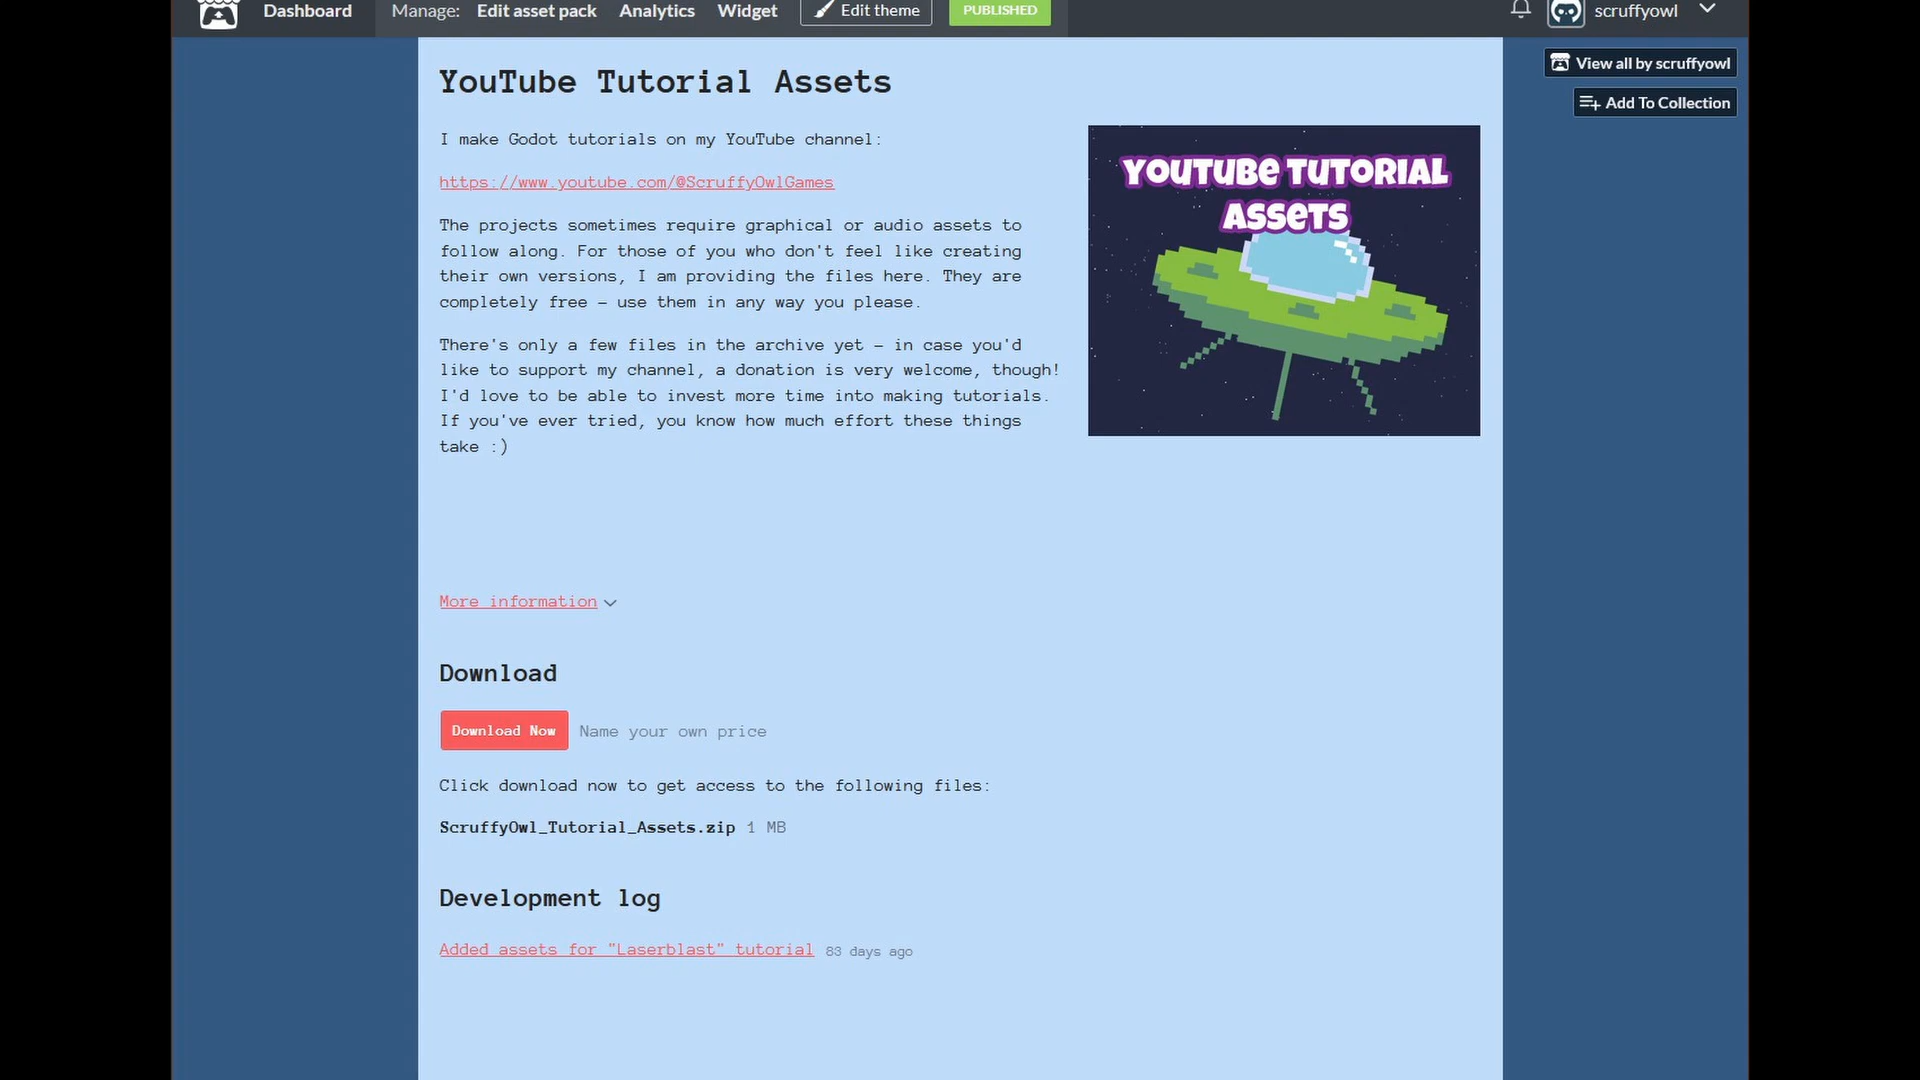 Dashboard
Manage: Edit asset pack Analytics Widget Edit theme PUBLISHED
scruffyowl
View all by scruffyowl
Add To Collection
YouTube Tutorial Assets
I make Godot tutorials on my YouTube channel:
https://www.youtube.com/@ScruffyOwlGames
The projects sometimes require graphical or audio assets to
follow along. For those of you who don't feel like creating
their own versions, I am providing the files here. They are
completely free – use them in any way you please.
There's only a few files in the archive yet – in case you'd
like to support my channel, a donation is very welcome, though!
I'd love to be able to invest more time into making tutorials.
If you've ever tried, you know how much effort these things
take :)
YOUTUBE TUTORIAL
ASSETS
More information
Download
Download Now Name your own price
Click download now to get access to the following files:
ScruffyOwl_Tutorial_Assets.zip 1 MB
Development log
Added assets for "Laserblast" tutorial 83 days ago